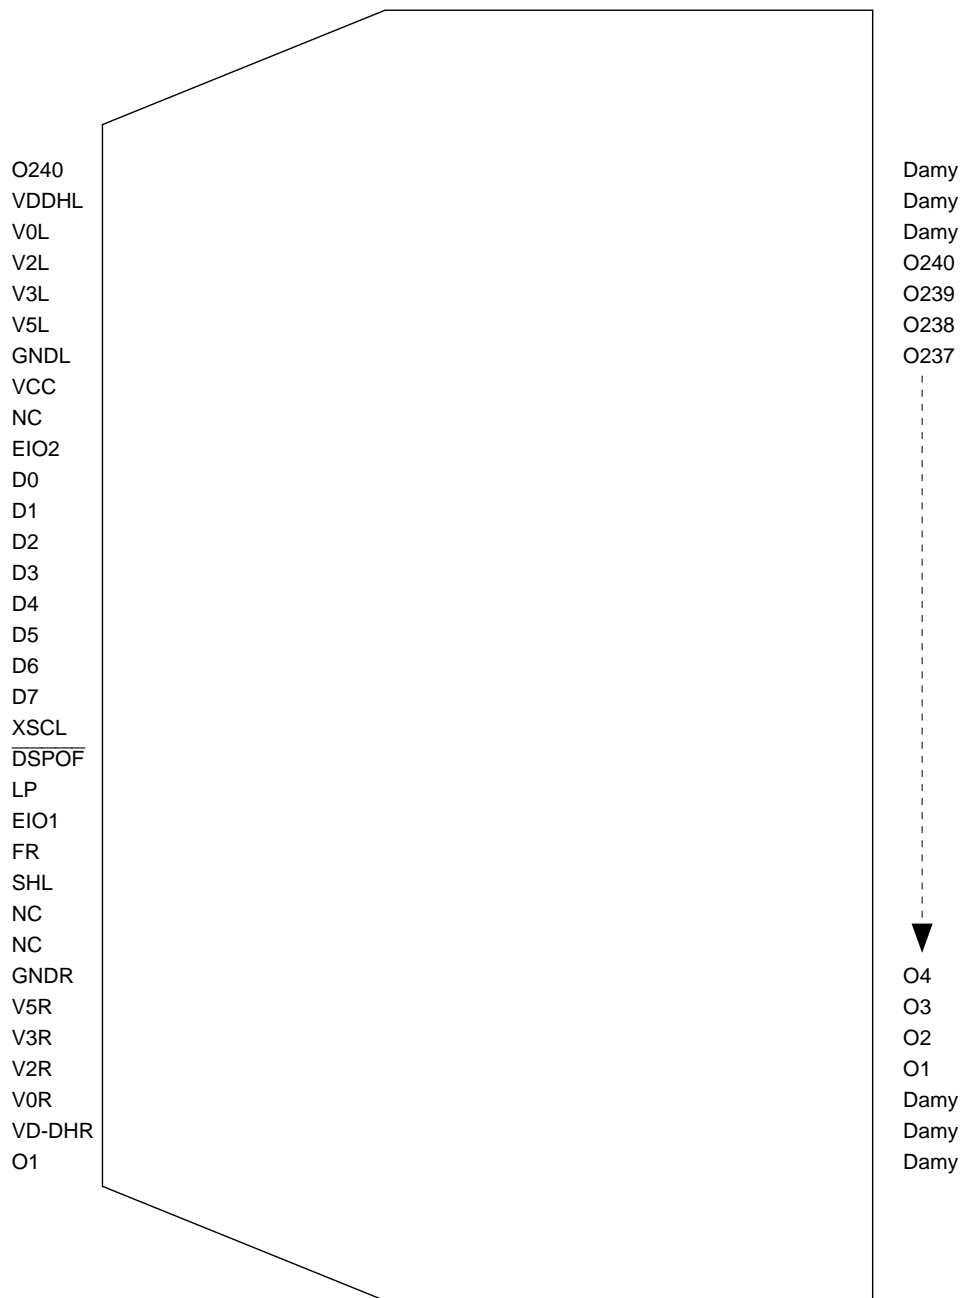 O240
VDDHL
V0L
V2L
V3L
V5L
GNDL
VCC
NC
EIO2
D0
D1
D2
D3
D4
D5
D6
D7
XSCL
D̅S̅P̅O̅F̅
LP
EIO1
FR
SHL
NC
NC
GNDR
V5R
V3R
V2R
V0R
VD-DHR
O1
Damy
Damy
Damy
O240
O239
O238
O237
O4
O3
O2
O1
Damy
Damy
Damy